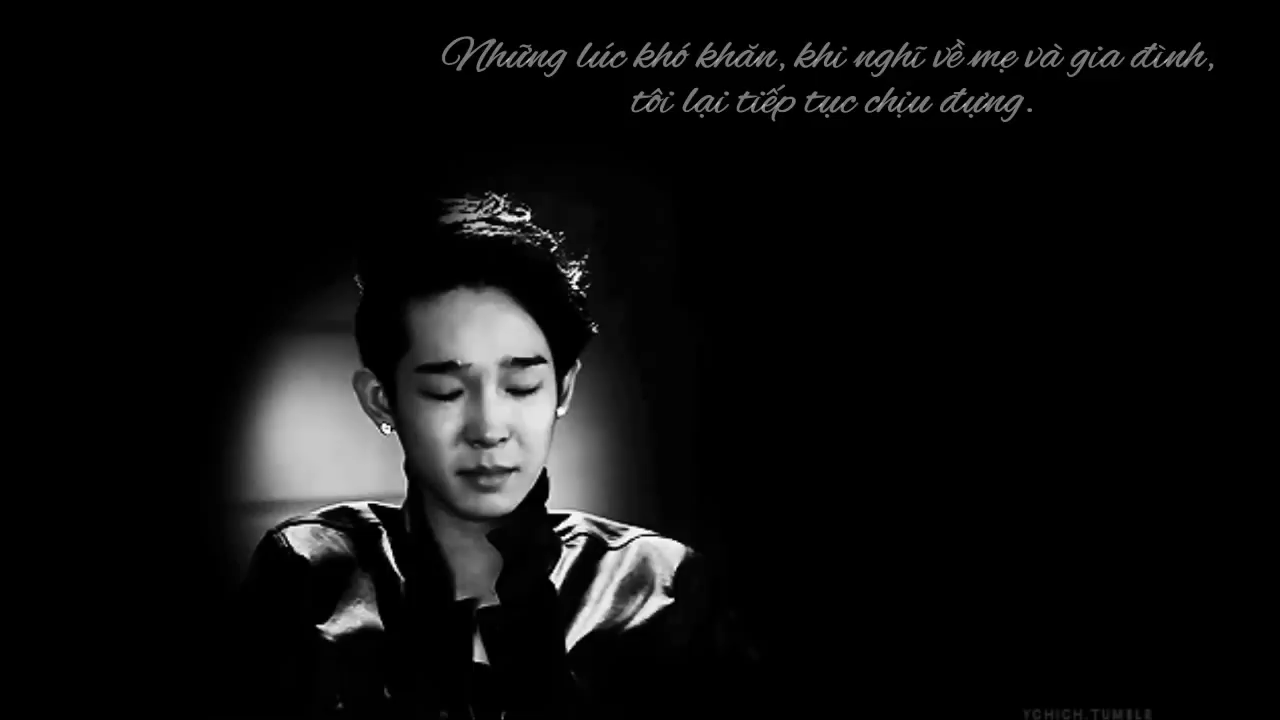 Những lúc khó khăn, khi nghĩ về mẹ và gia đình,
tôi lại tiếp tục chịu đựng.
YCHICH.TUMBLR